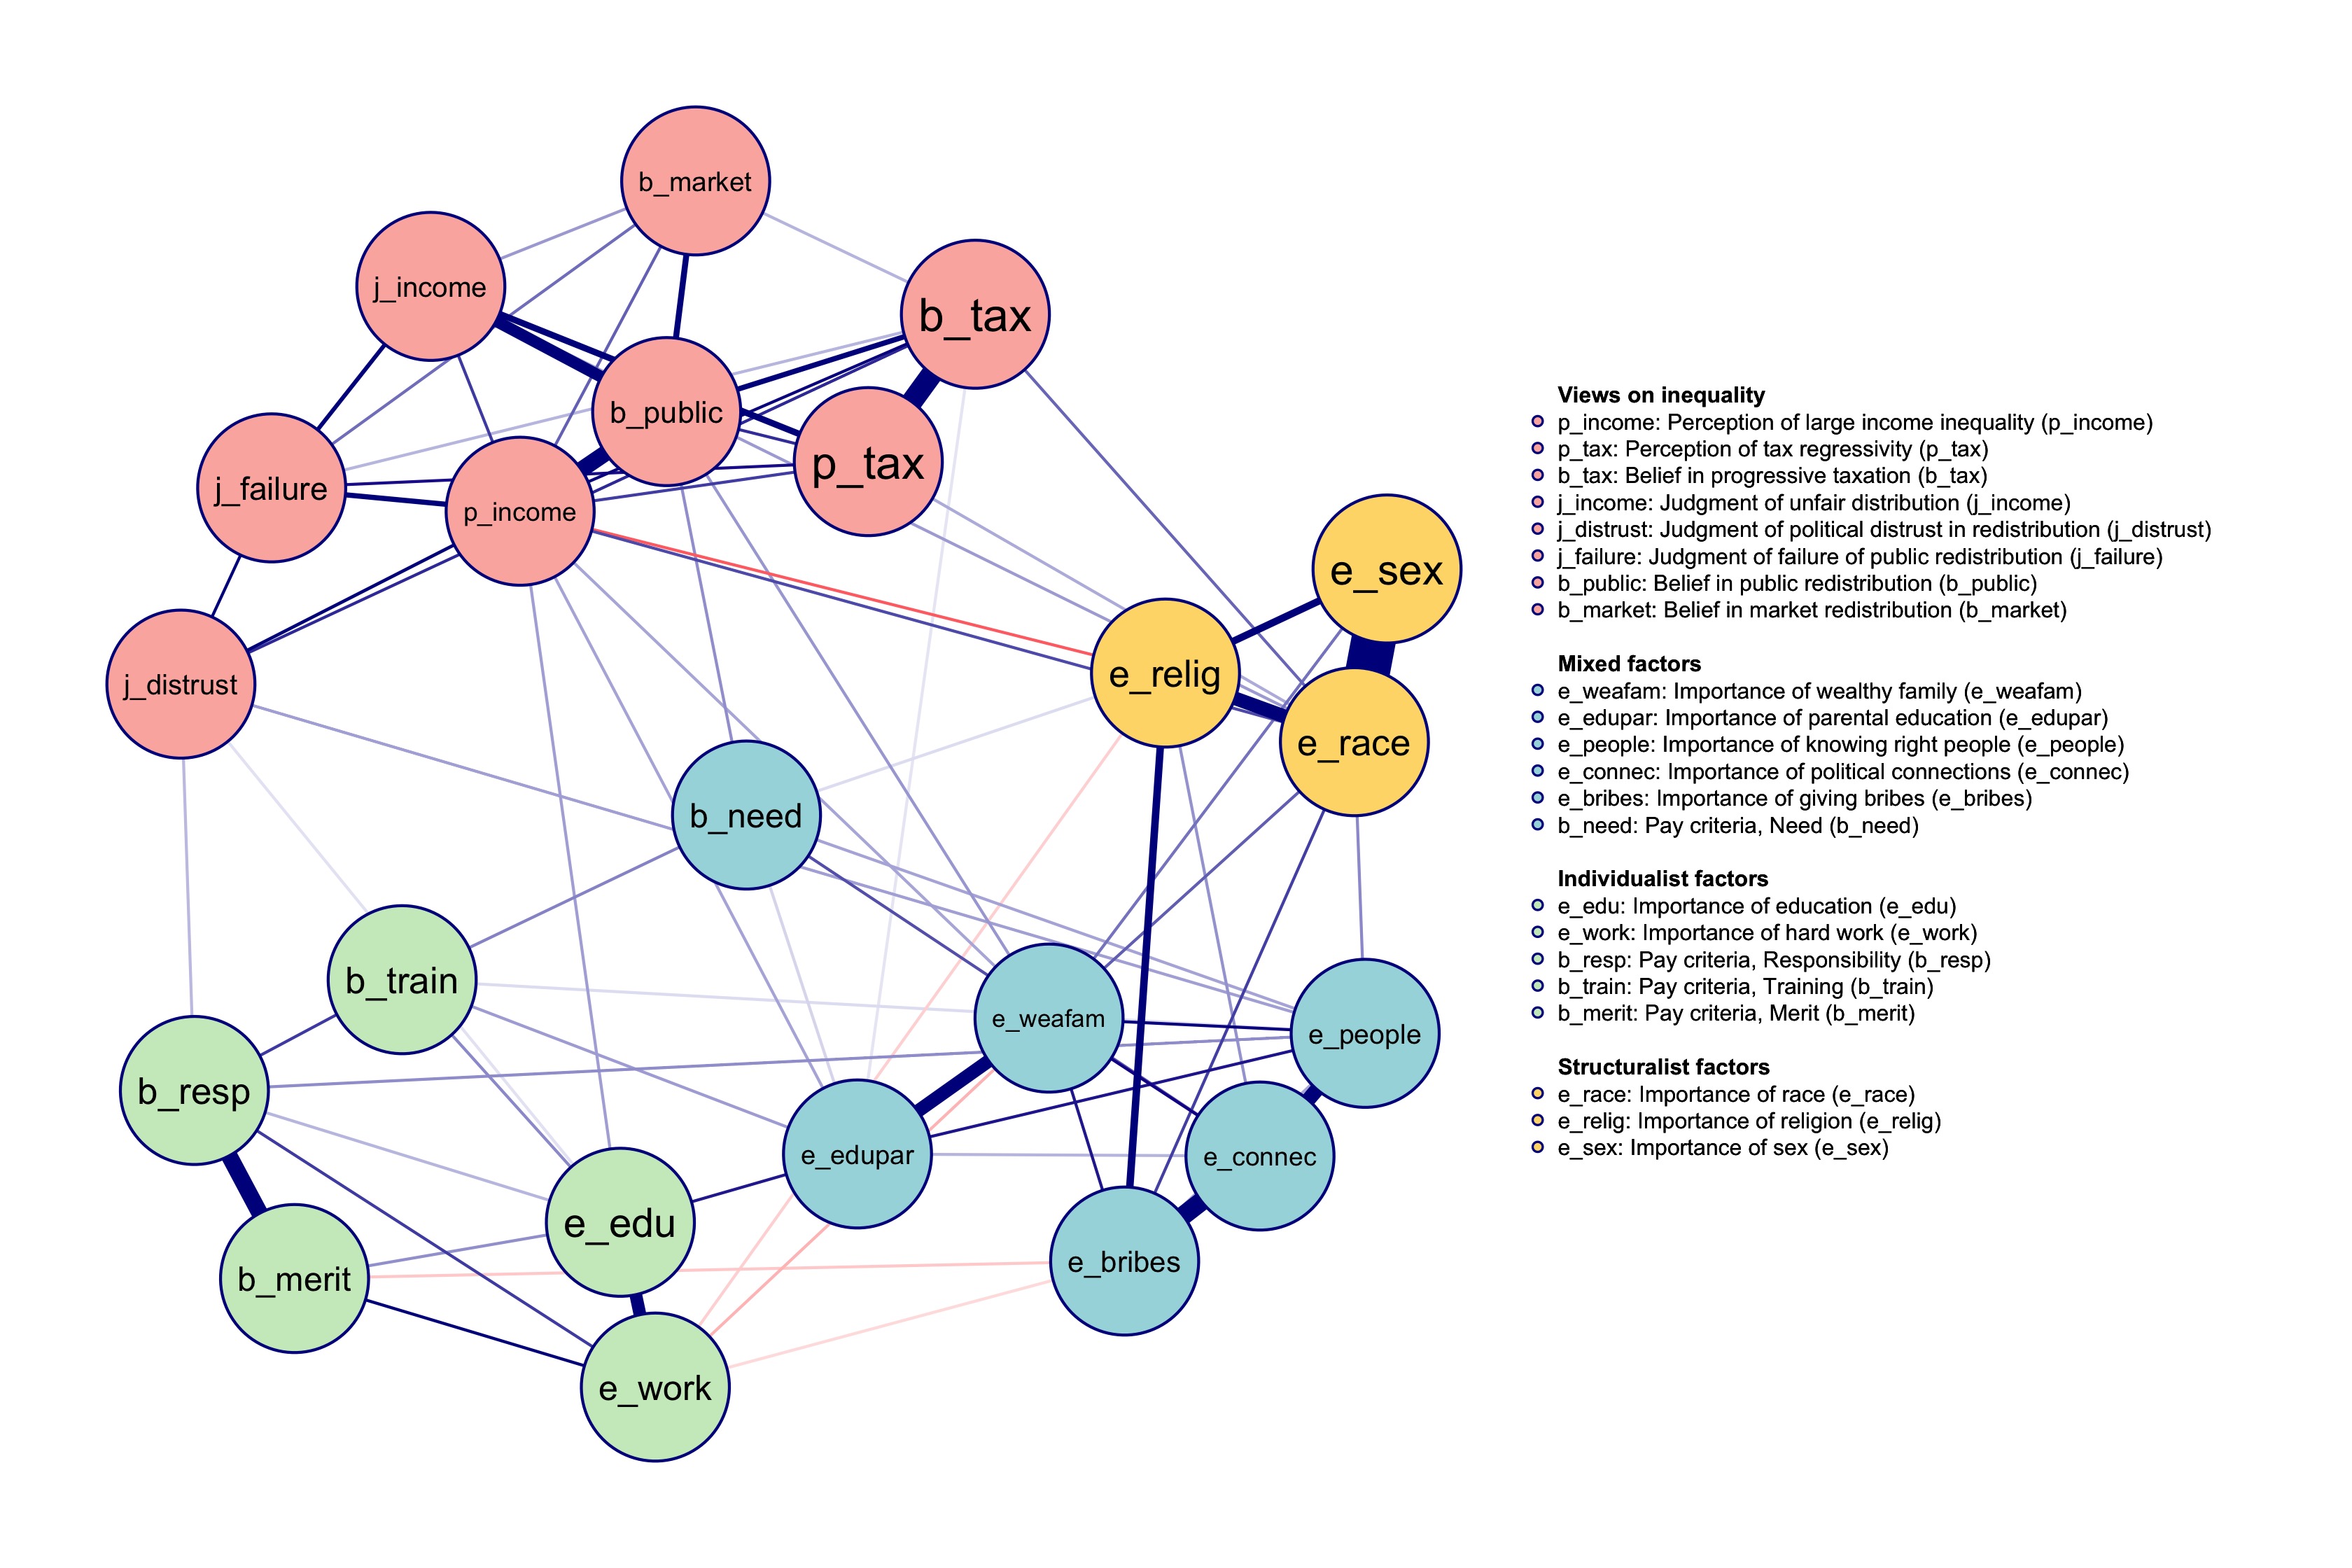 b_market
j_income
b_tax
b_public
p_tax
j_failure
p_income
e_sex
e_relig
j_distrust
e_race
b_need
b_train
e_weafam
e_people
b_resp
e_edupar
e_connec
e_edu
e_bribes
b_merit
e_work
Views on inequality
p_income: Perception of large income inequality (p_income)
p_tax: Perception of tax regressivity (p_tax)
b_tax: Belief in progressive taxation (b_tax)
j_income: Judgment of unfair distribution (j_income)
j_distrust: Judgment of political distrust in redistribution (j_distrust)
j_failure: Judgment of failure of public redistribution (j_failure)
b_public: Belief in public redistribution (b_public)
b_market: Belief in market redistribution (b_market)
Mixed factors
e_weafam: Importance of wealthy family (e_weafam)
e_edupar: Importance of parental education (e_edupar)
e_people: Importance of knowing right people (e_people)
e_connec: Importance of political connections (e_connec)
e_bribes: Importance of giving bribes (e_bribes)
b_need: Pay criteria, Need (b_need)
Individualist factors
e_edu: Importance of education (e_edu)
e_work: Importance of hard work (e_work)
b_resp: Pay criteria, Responsibility (b_resp)
b_train: Pay criteria, Training (b_train)
b_merit: Pay criteria, Merit (b_merit)
Structuralist factors
e_race: Importance of race (e_race)
e_relig: Importance of religion (e_relig)
e_sex: Importance of sex (e_sex)